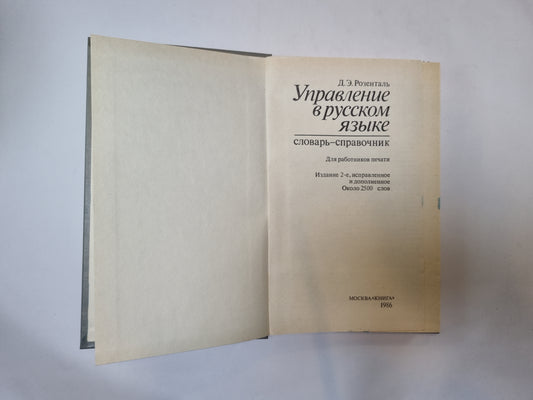 Д. Э. Розенталь
Управление
в русском
языке
словарь-справочник
Для работников печати
Издание 2-е, исправленное
и дополненное
Около 2500 слов
МОСКВА «КНИГА»
1986